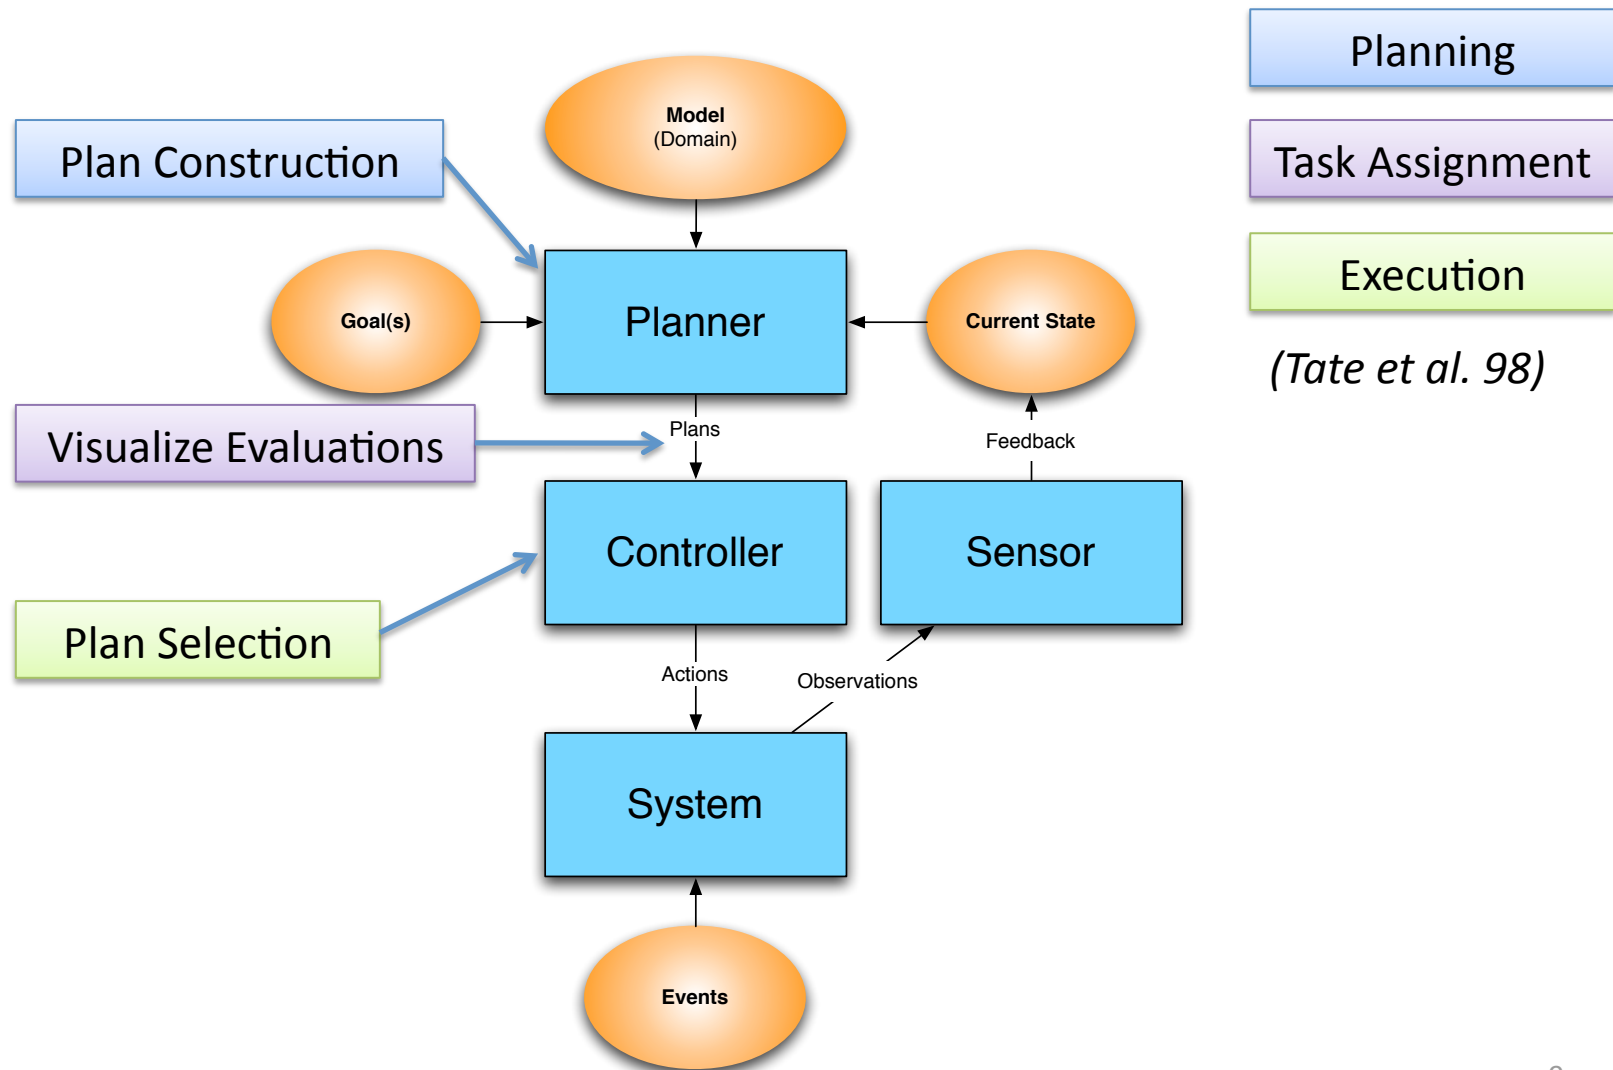 Planning
Model
(Domain)
Plan Construction
Task Assignment
Execution
Goal(s)
Planner
Current State
(Tate et al. 98)
Visualize Evaluations
Plans
Feedback
Controller
Sensor
Plan Selection
Actions
Observations
System
Events